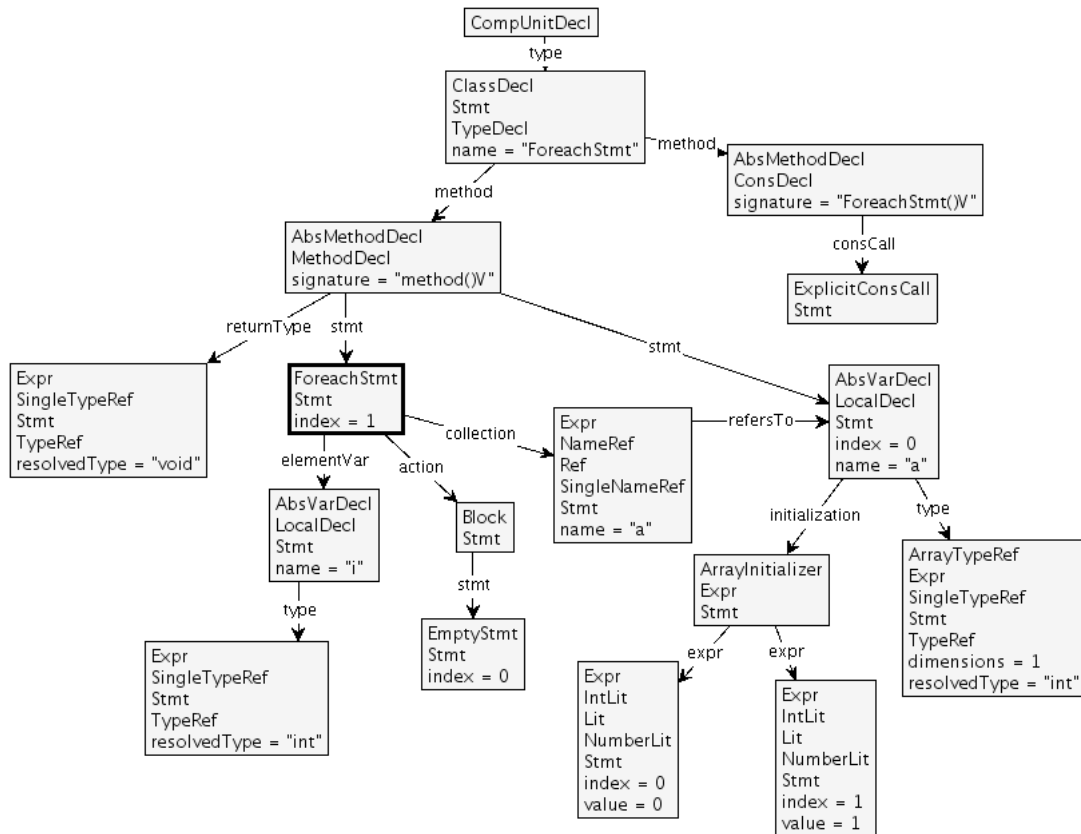 CompUnitDecl
type
ClassDecl
Stmt
TypeDecl
name = "ForeachStmt"
method
AbsMethodDecl
ConsDecl
signature = "ForeachStmt()V"
method
AbsMethodDecl
MethodDecl
signature = "method()V"
consCall
ExplicitConsCall
Stmt
returnType
stmt
stmt
Expr
SingleTypeRef
Stmt
TypeRef
resolvedType = "void"
ForeachStmt
Stmt
index = 1
collection
Expr
NameRef
Ref
SingleNameRef
Stmt
name = "a"
refersTo
AbsVarDecl
LocalDecl
Stmt
index = 0
name = "a"
elementVar
action
AbsVarDecl
LocalDecl
Stmt
name = "i"
Block
Stmt
initialization
type
ArrayInitializer
Expr
Stmt
ArrayTypeRef
Expr
SingleTypeRef
Stmt
TypeRef
dimensions = 1
resolvedType = "int"
type
stmt
Expr
SingleTypeRef
Stmt
TypeRef
resolvedType = "int"
EmptyStmt
Stmt
index = 0
expr
expr
Expr
IntLit
Lit
NumberLit
Stmt
index = 0
value = 0
Expr
IntLit
Lit
NumberLit
Stmt
index = 1
value = 1